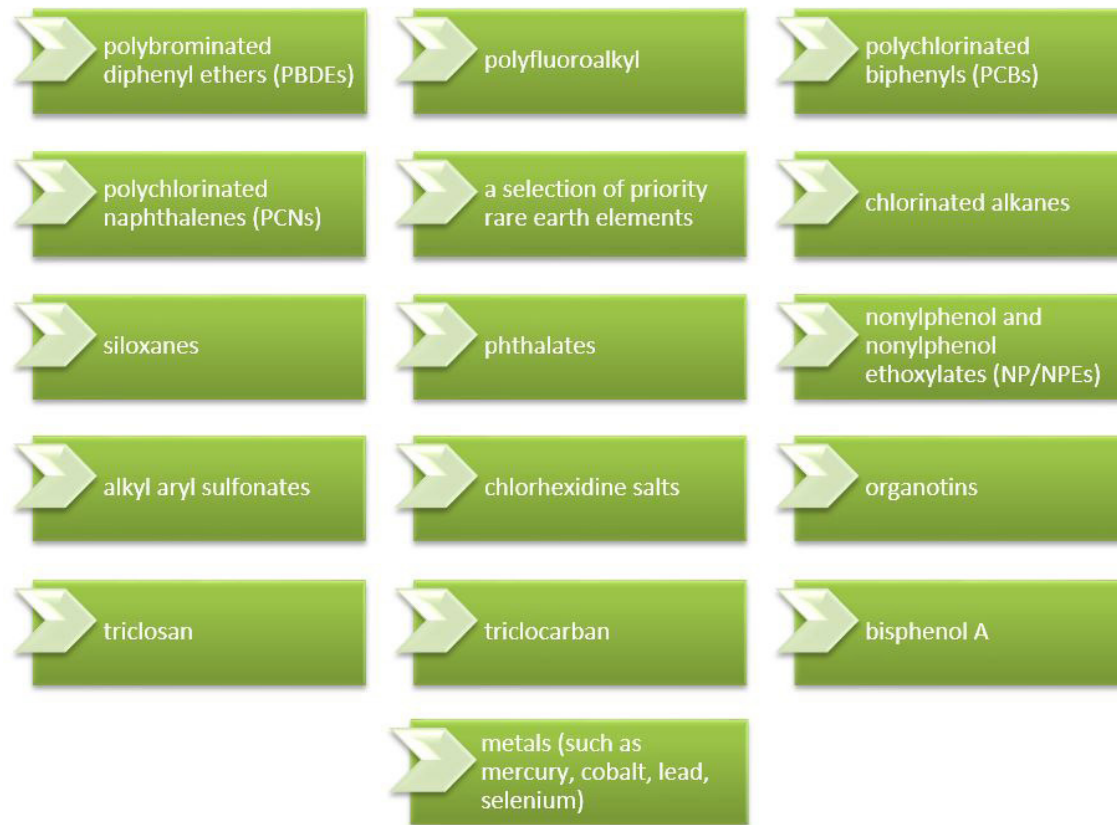 polybrominated
diphenyl ethers (PBDEs)
polyfluoroalkyl
polychlorinated
biphenyls (PCBs)
polychlorinated
naphthalenes (PCNs)
a selection of priority
rare earth elements
chlorinated alkanes
siloxanes
phthalates
nonylphenol and
nonylphenol
ethoxylates (NP/NPEs)
alkyl aryl sulfonates
chlorhexidine salts
organotins
triclosan
triclocarban
bisphenol A
metals (such as
mercury, cobalt, lead,
selenium)